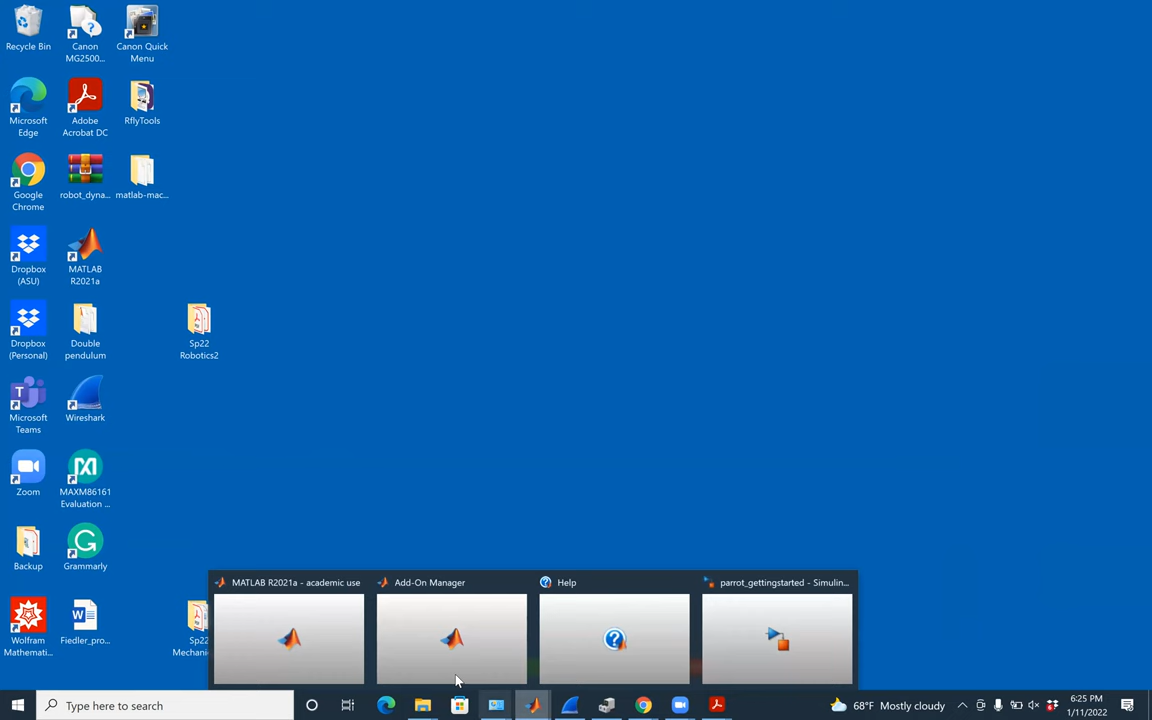 Recycle Bin
Canon
MG2500...
Canon Quick
Menu
Microsoft
Edge
Adobe
Acrobat DC
RflyTools
Google
Chrome
robot_dyna...
matlab-mac...
Dropbox
(ASU)
MATLAB
R2021a
Dropbox
(Personal)
Double
pendulum
Sp22
Robotics2
Microsoft
Teams
Wireshark
Zoom
MAXM86161
Evaluation ...
Backup
Grammarly
Wolfram
Mathemati...
Fiedler_pro...
Sp22
Mechanic
MATLAB R2021a - academic use
Add-On Manager
Help
parrot_gettingstarted - Simulin...
Type here to search
68°F Mostly cloudy
6:25 PM
1/11/2022